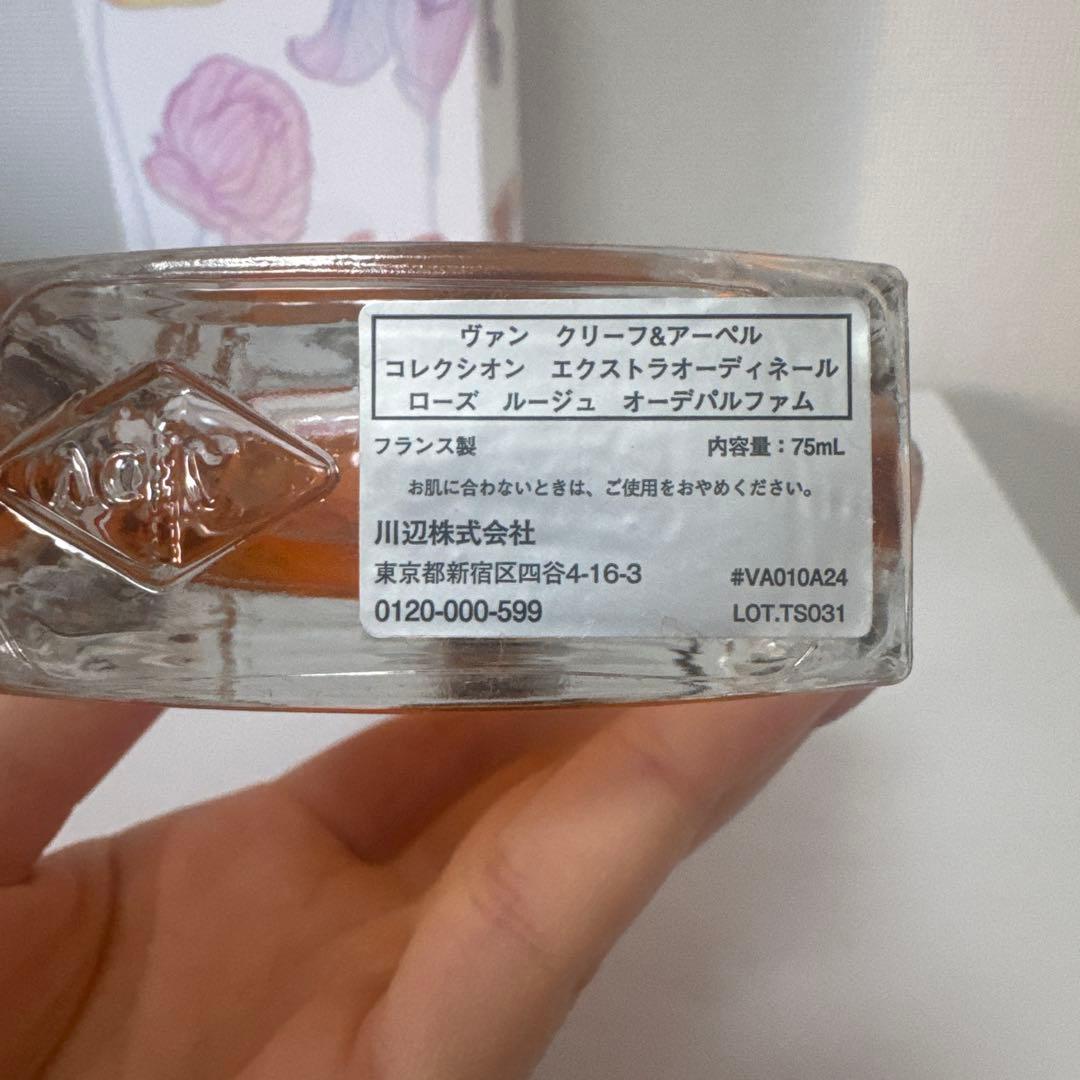 ヴァン　クリーフ&アーペル
コレクシオン　エクストラオーディネール
ローズ　ルージュ　オーデパルファム
フランス製　内容量：75mL
お肌に合わないときは、ご使用をおやめください。
川辺株式会社
東京都新宿区四谷4-16-3　#VA010A24
0120-000-599　LOT.TS031